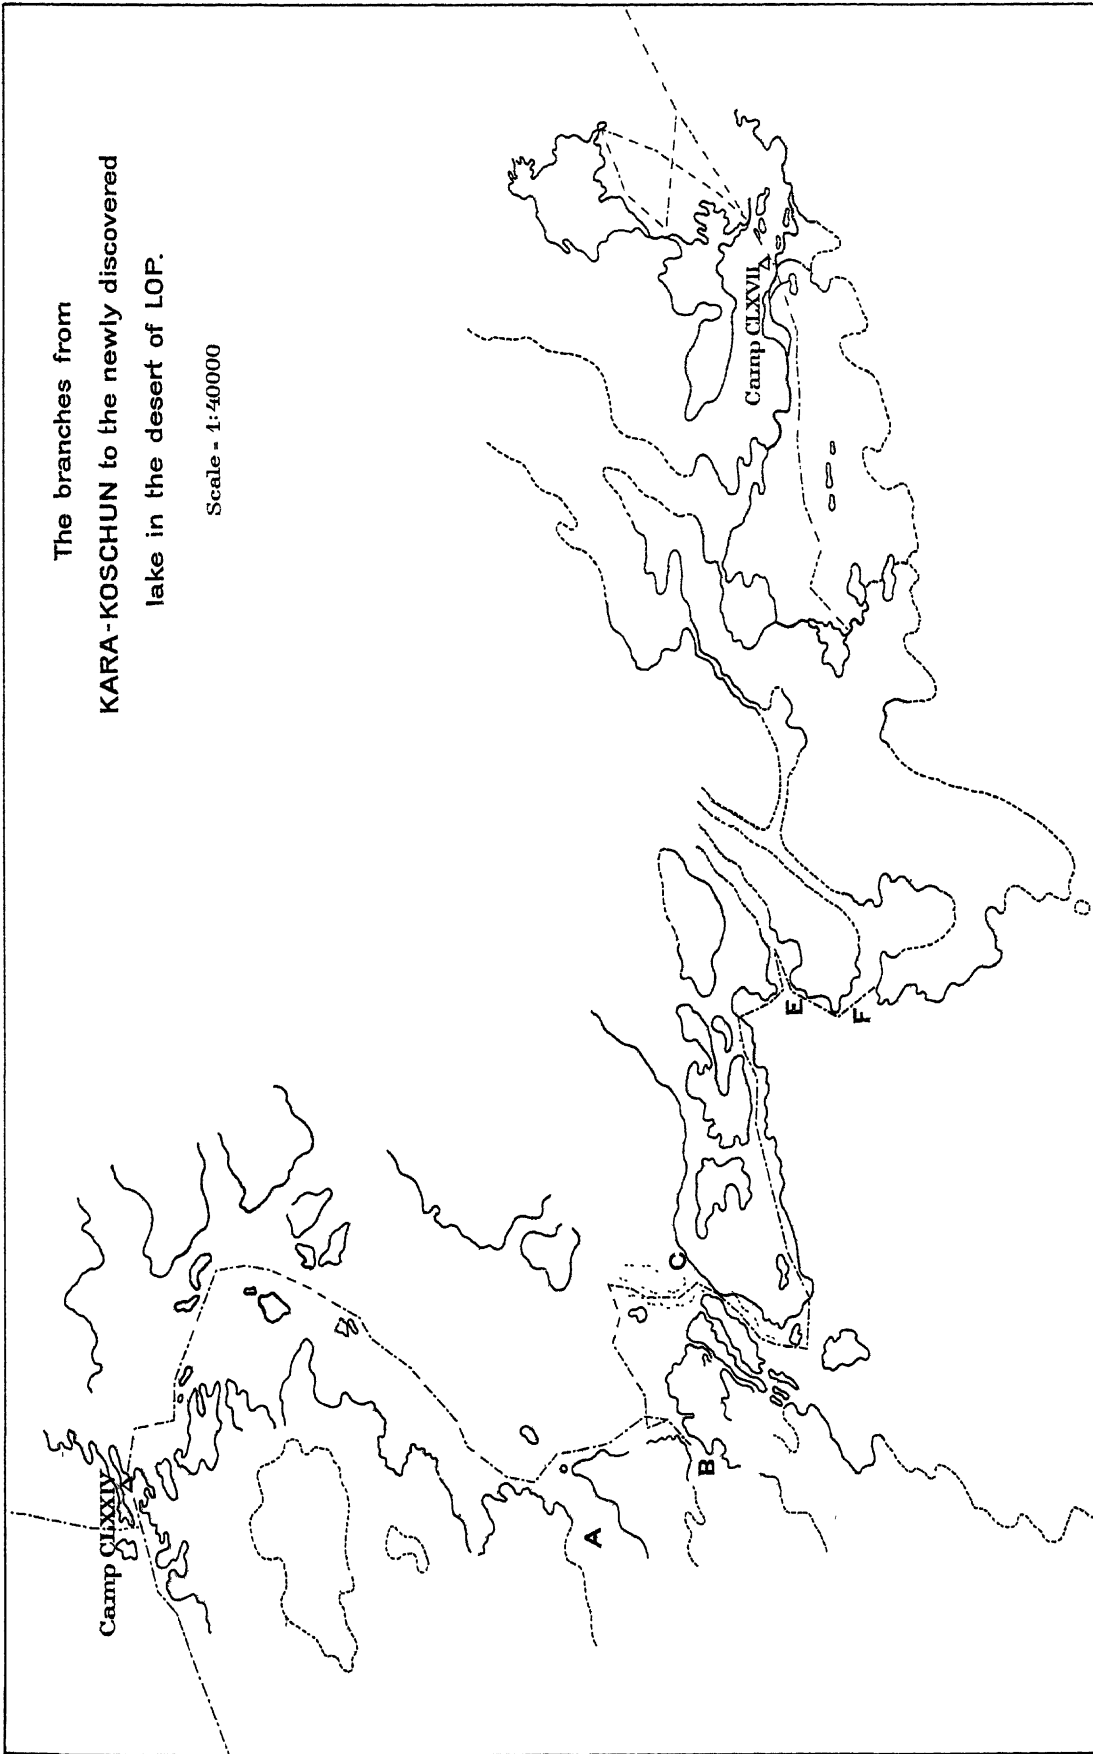 The branches from
KARA-KOSCHUN to the newly discovered
lake in the desert of LOP.
Scale - 1:40000
Camp CLXXIV
Camp CLXVII
A
B
C
E
F